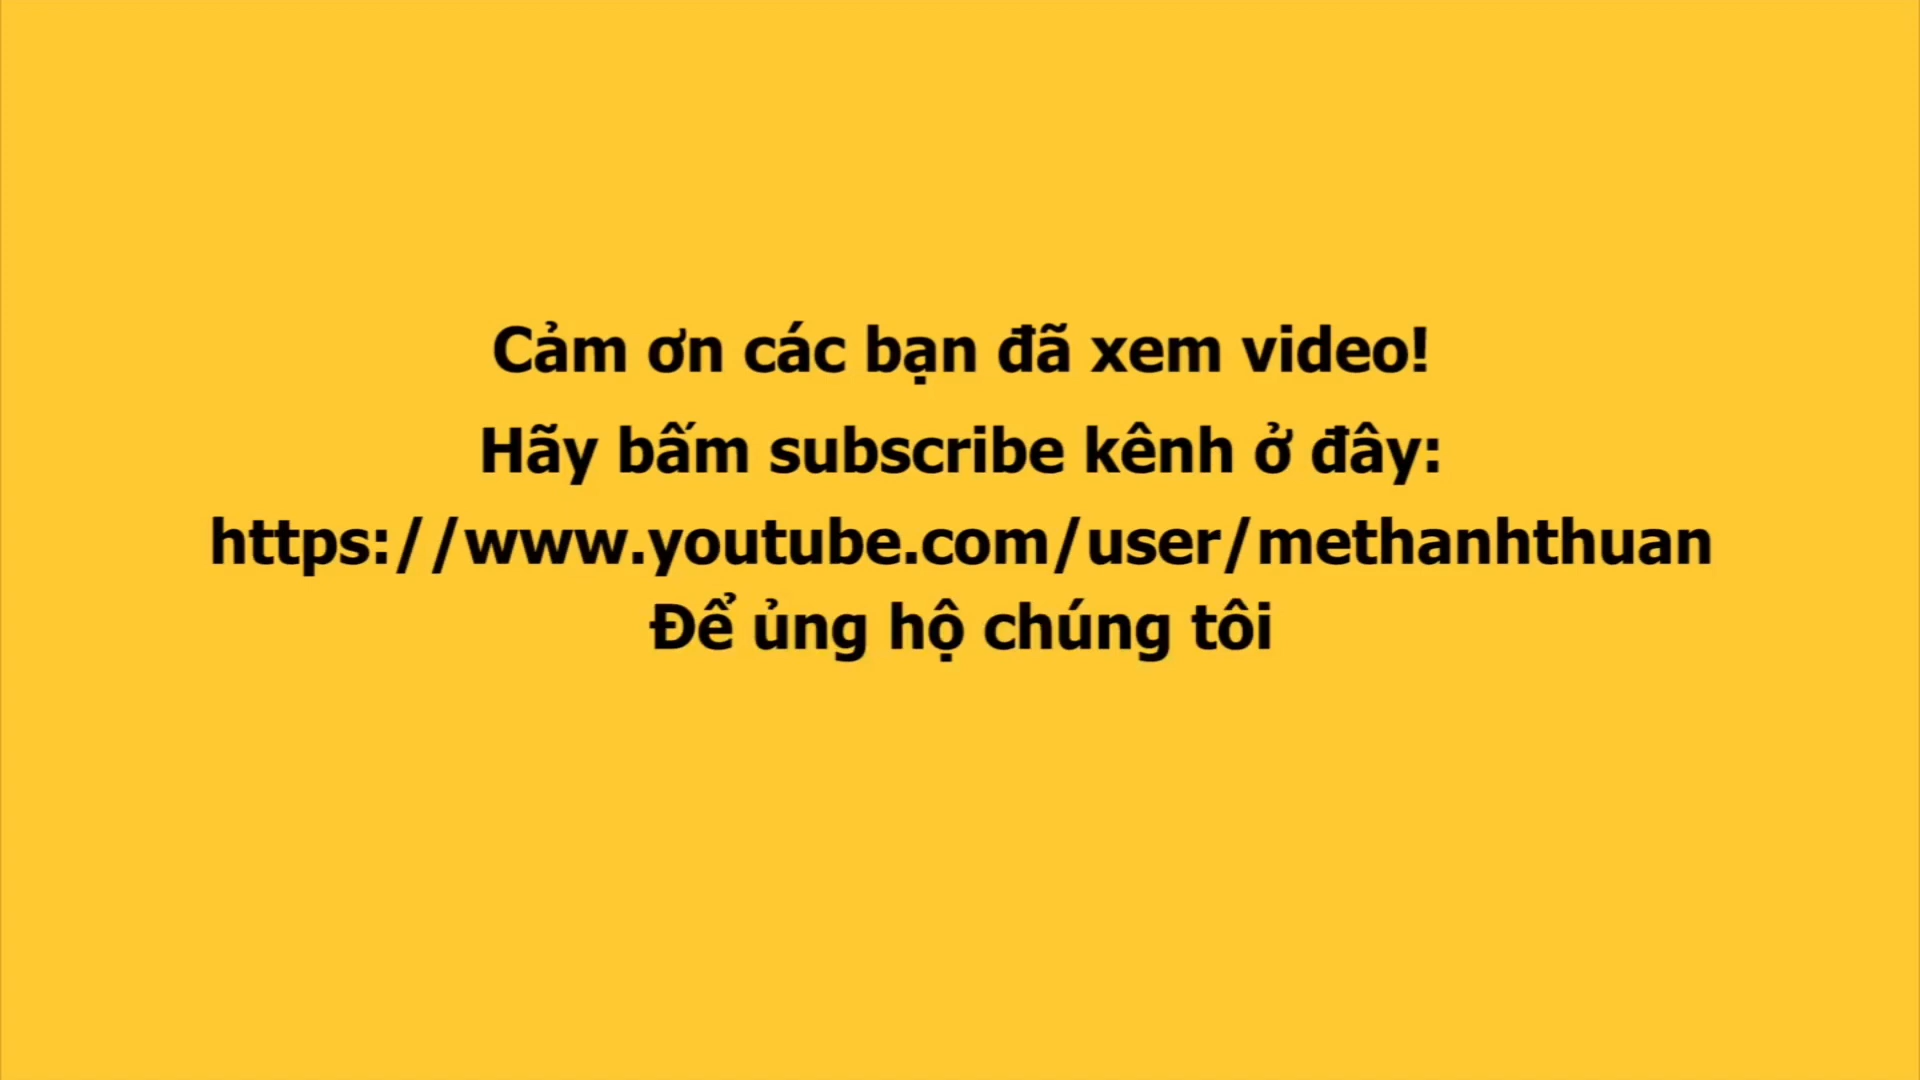 Cảm ơn các bạn đã xem video!
Hãy bấm subscribe kênh ở đây:
https://www.youtube.com/user/methanhthuan
Để ủng hộ chúng tôi